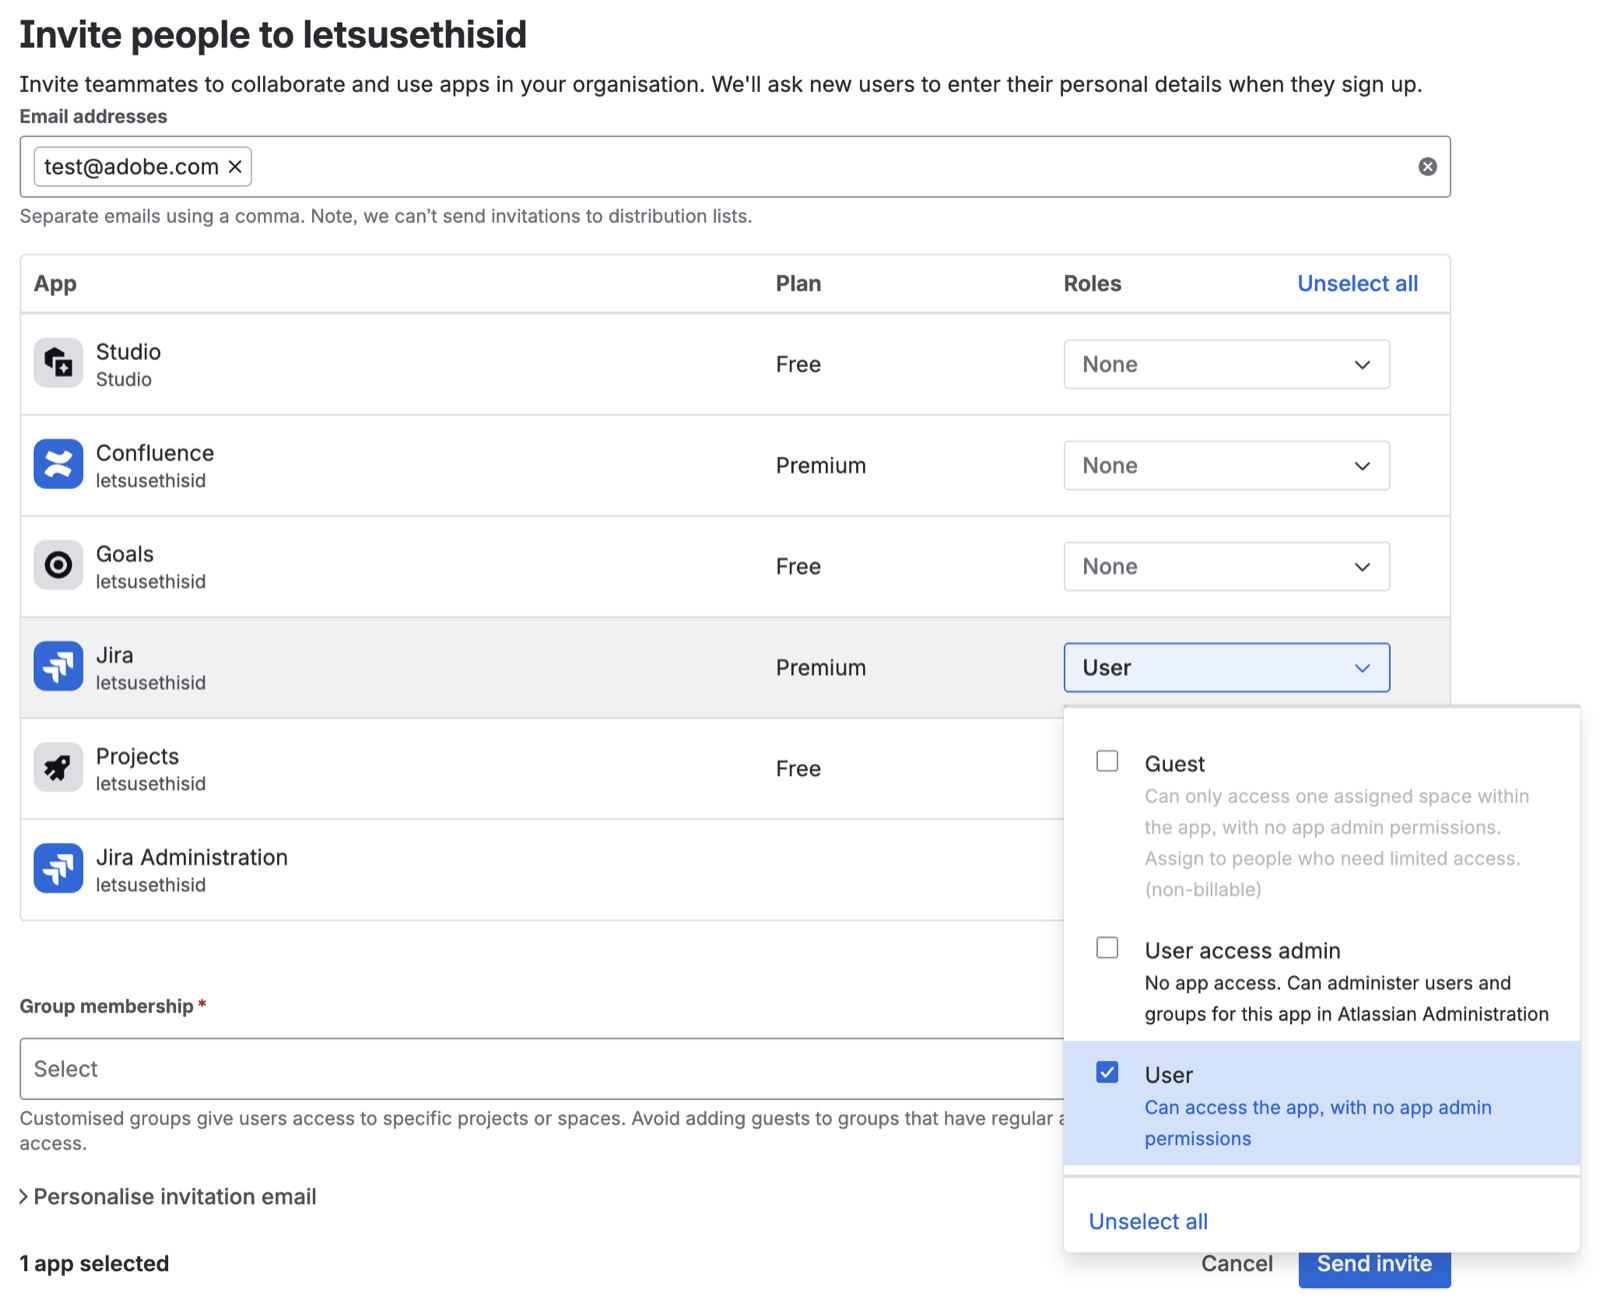 Invite people to letsusethisid
Invite teammates to collaborate and use apps in your organisation. We'll ask new users to enter their personal details when they sign up.
Email addresses
test@adobe.com
Separate emails using a comma. Note, we can't send invitations to distribution lists.
App Plan Roles Unselect all
Studio
Studio
Free
None
Confluence
letsusethisid
Premium
None
Goals
letsusethisid
Free
None
Jira
letsusethisid
Premium
User
Projects
letsusethisid
Free
Jira Administration
letsusethisid
Guest
Can only access one assigned space within
the app, with no app admin permissions.
Assign to people who need limited access.
(non-billable)
User access admin
No app access. Can administer users and
groups for this app in Atlassian Administration
User
Can access the app, with no app admin
permissions
Unselect all
Group membership *
Select
Customised groups give users access to specific projects or spaces. Avoid adding guests to groups that have regular
access.
Personalise invitation email
1 app selected
Cancel
Send invite